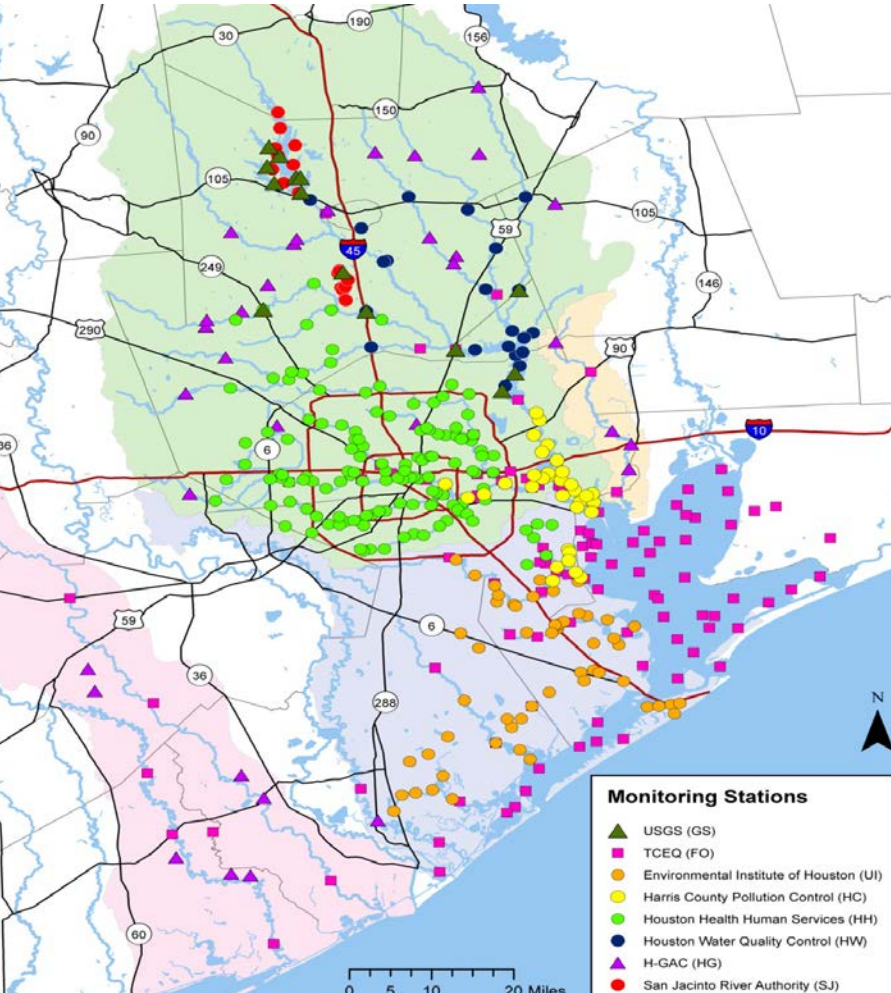 190
30
156
150
90
105
105
59
45
249
146
290
90
10
36
6
59
6
36
288
N
60
Monitoring Stations
USGS (GS)
TCEQ (FO)
Environmental Institute of Houston (UI)
Harris County Pollution Control (HC)
Houston Health Human Services (HH)
Houston Water Quality Control (HW)
H-GAC (HG)
San Jacinto River Authority (SJ)
0 5 10 20 Miles